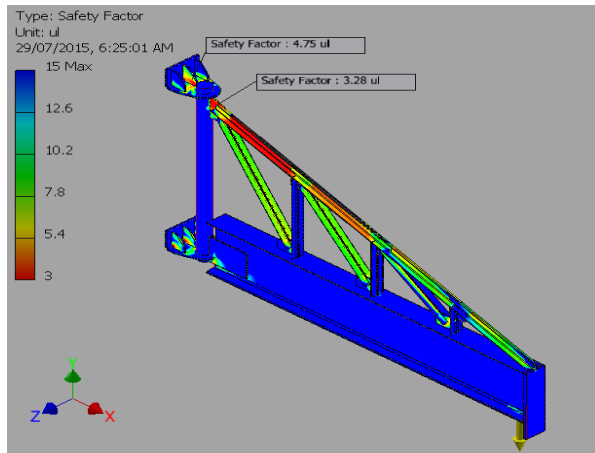 Type: Safety Factor
Unit: ul
29/07/2015, 6:25:01 AM
15 Max
12.6
10.2
7.8
5.4
3
Safety Factor : 4.75 ul
Safety Factor : 3.28 ul
Y
Z
X